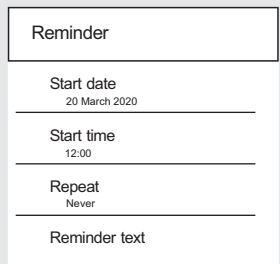 Reminder
Start date
20 March 2020
Start time
12:00
Repeat
Never
Reminder text